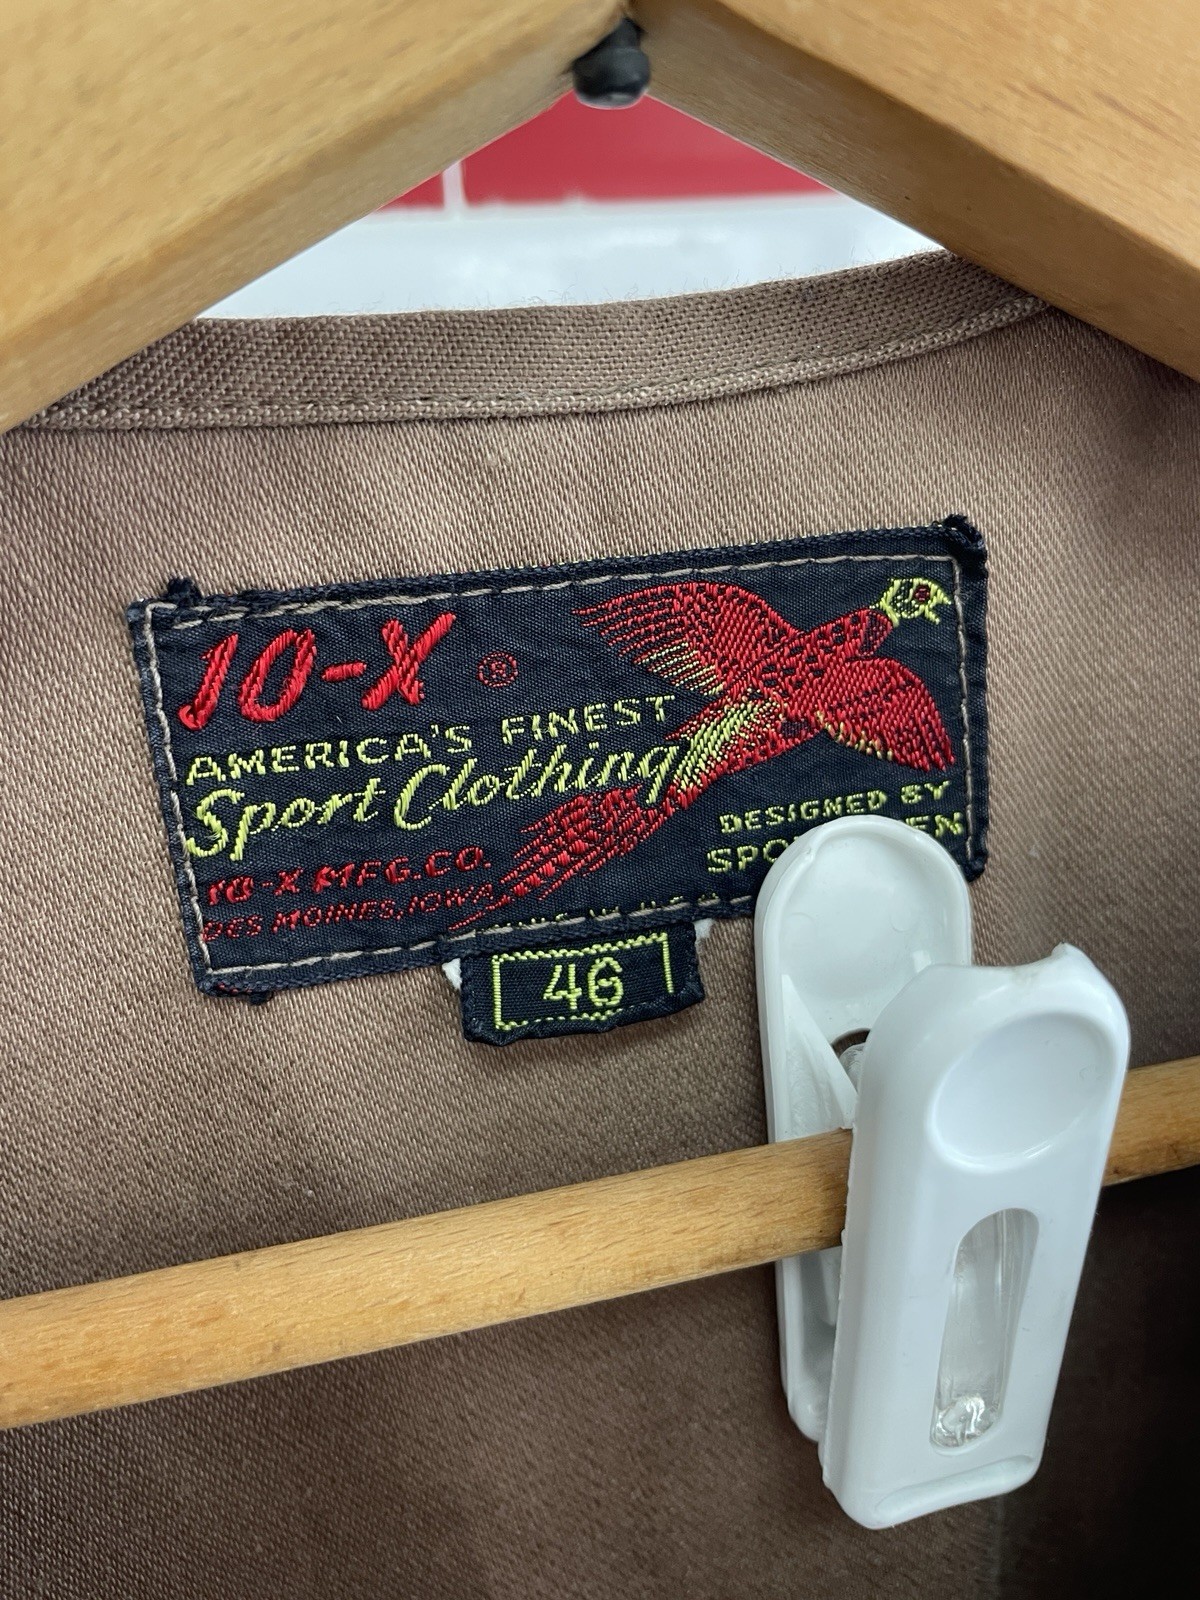 10-X ®
AMERICA'S FINEST
Sport Clothing
10-X MFG.CO.
DES MOINES, IOWA
DESIGNED BY
46